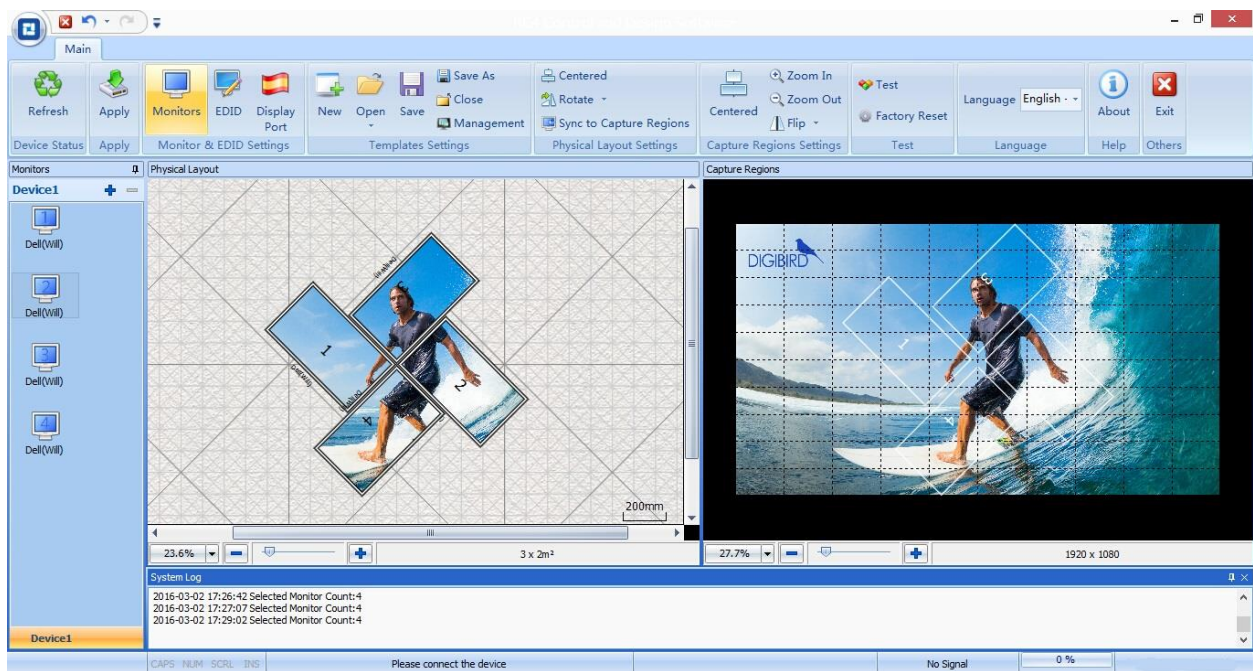 Main
Refresh
Apply
Monitors
EDID
Display
Port
New
Open
Save
Save As
Close
Management
Centered
Rotate
Sync to Capture Regions
Centered
Zoom In
Zoom Out
Flip
Test
Factory Reset
Language English
About
Exit
Device Status
Apply
Monitor & EDID Settings
Templates Settings
Physical Layout Settings
Capture Regions Settings
Test
Language
Help
Others
Monitors
Physical Layout
Capture Regions
Device1
1
Dell(Will)
2
Dell(Will)
3
Dell(Will)
4
Dell(Will)
3
1
2
4
200mm
DIGIBIRD
3
1
2
4
23.6%
3 x 2m²
27.7%
1920 x 1080
System Log
2016-03-02 17:26:42 Selected Monitor Count:4
2016-03-02 17:27:07 Selected Monitor Count:4
2016-03-02 17:29:02 Selected Monitor Count:4
Device1
CAPS NUM SCRL INS
Please connect the device
No Signal
0 %